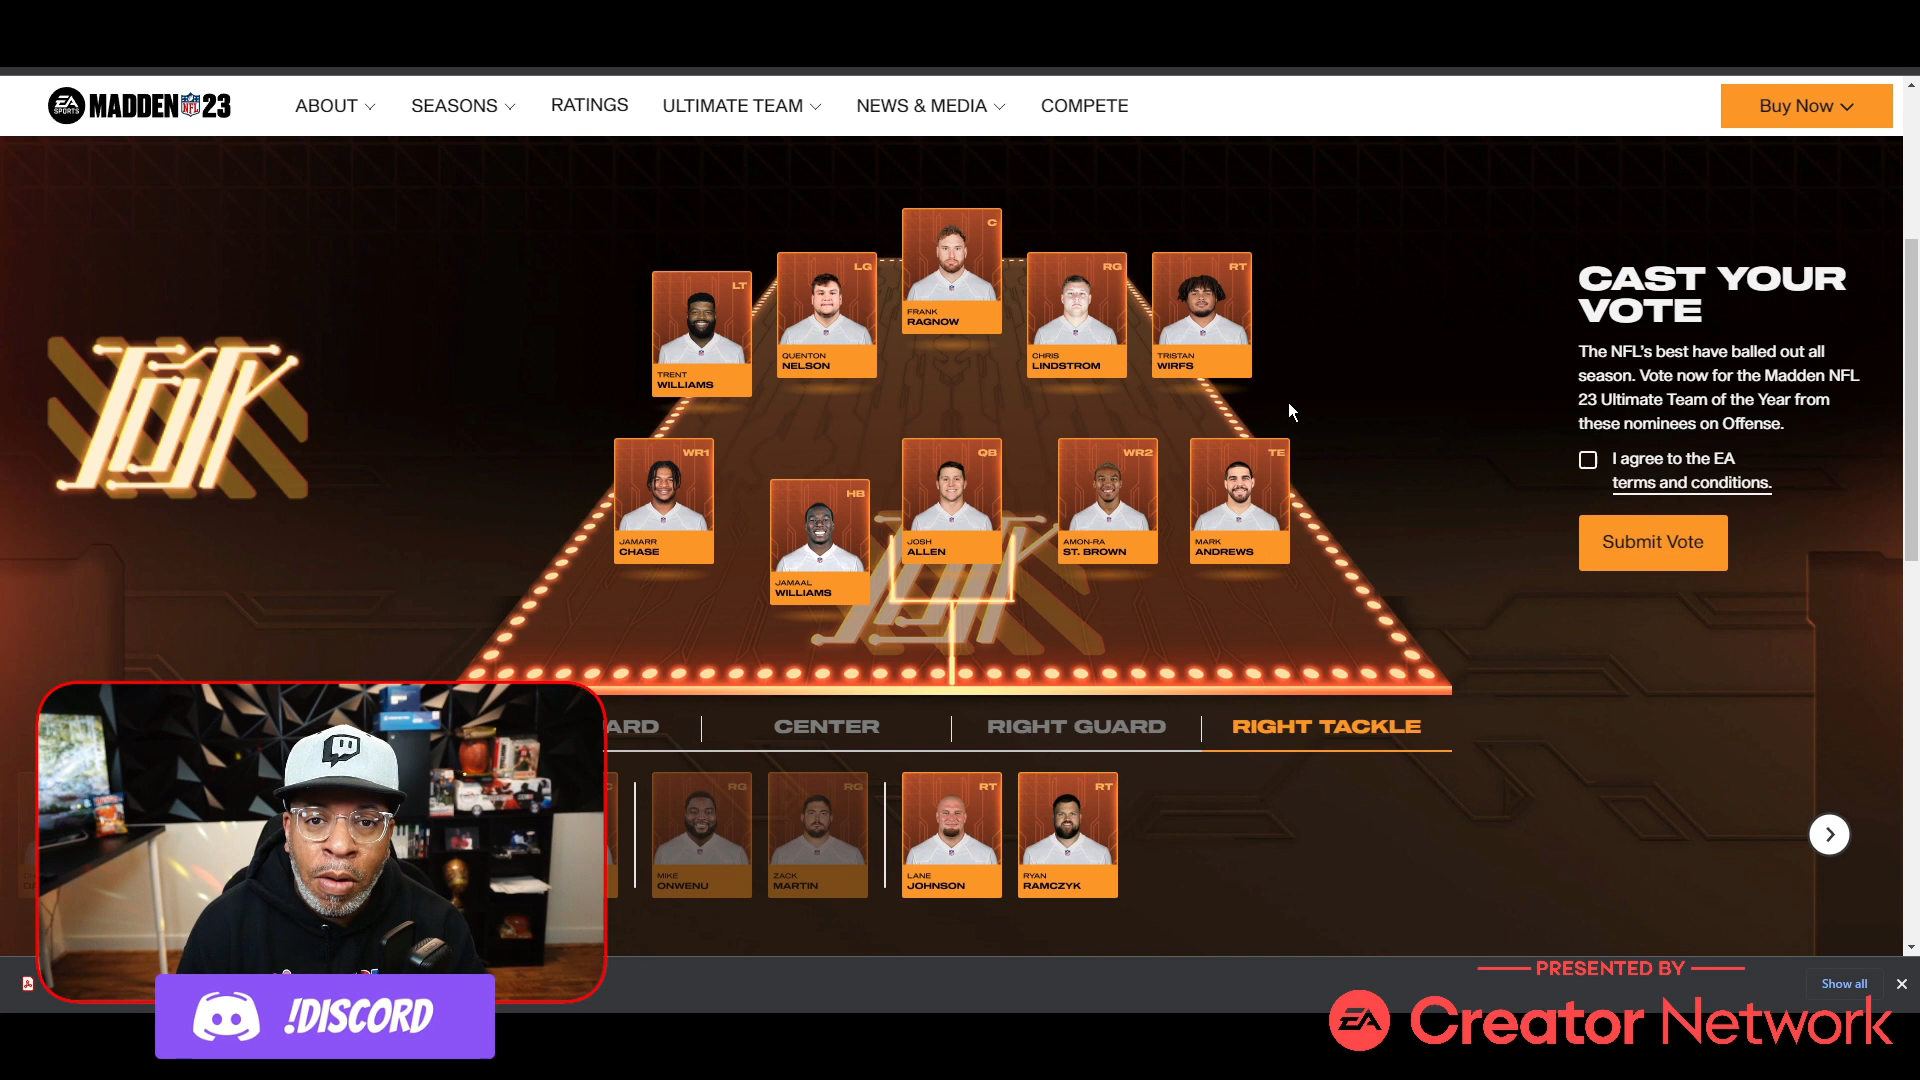 EA SPORTS MADDEN NFL 23
ABOUT
SEASONS
RATINGS
ULTIMATE TEAM
NEWS & MEDIA
COMPETE
Buy Now
C
FRANK
RAGNOW
LG
QUENTON
NELSON
RG
CHRIS
LINDSTROM
RT
TRISTAN
WIRFS
LT
TRENT
WILLIAMS
WR1
JAMARR
CHASE
HB
JAMAAL
WILLIAMS
QB
JOSH
ALLEN
WR2
AMON-RA
ST. BROWN
TE
MARK
ANDREWS
CAST YOUR
VOTE
The NFL's best have balled out all
season. Vote now for the Madden NFL
23 Ultimate Team of the Year from
these nominees on Offense.
I agree to the EA
terms and conditions.
Submit Vote
ARD
CENTER
RIGHT GUARD
RIGHT TACKLE
C
RG
MIKE
ONWENU
RG
ZACK
MARTIN
RT
LANE
JOHNSON
RT
RYAN
RAMCZYK
!DISCORD
PRESENTED BY
EA Creator Network
Show all